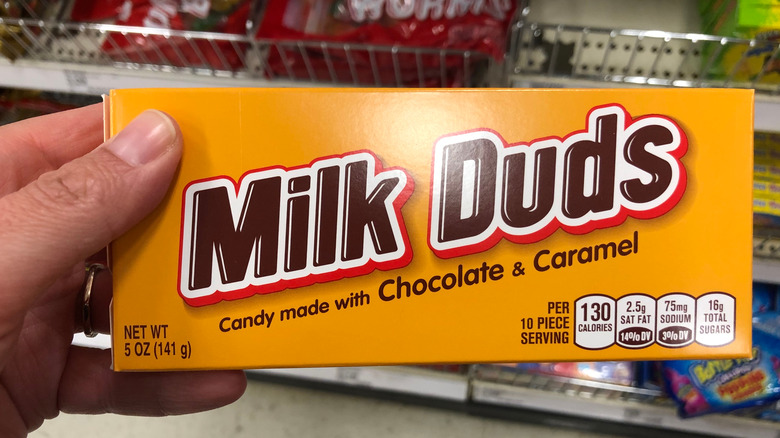 Milk Duds
Candy made with Chocolate & Caramel
NET WT
5 OZ (141 g)
PER
10 PIECE
SERVING
130
CALORIES
2.5g
SAT FAT
14% DV
75mg
SODIUM
3% DV
16g
TOTAL
SUGARS